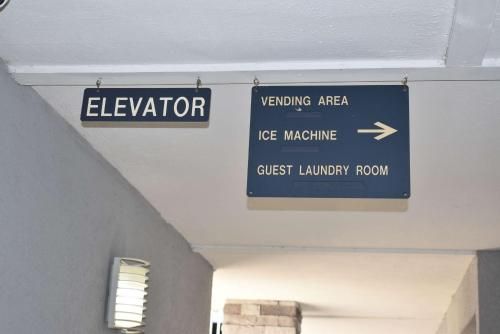 ELEVATOR
VENDING AREA
ICE MACHINE
GUEST LAUNDRY ROOM